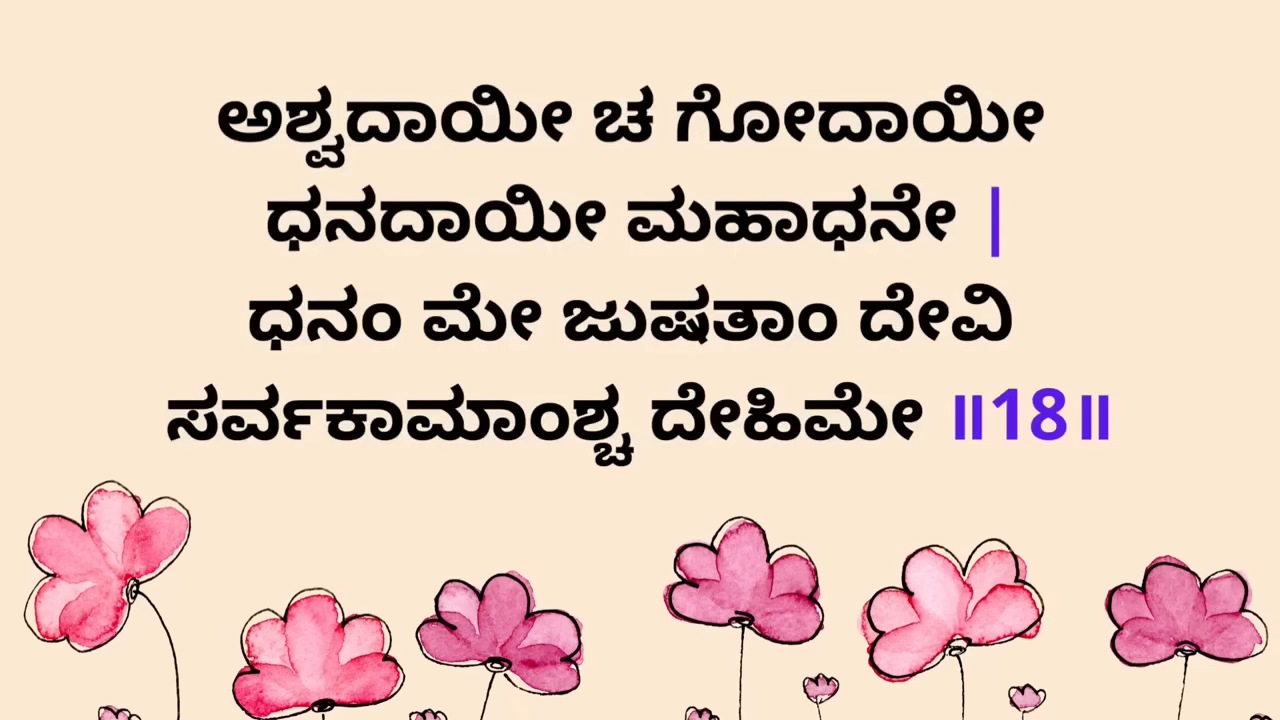 ಅಶ್ವದಾಯೀ ಚ ಗೋದಾಯೀ
ಧನದಾಯೀ ಮಹಾಧನೇ |
ಧನಂ ಮೇ ಜುಷತಾಂ ದೇವಿ
ಸರ್ವಕಾಮಾಂಶ್ಚ ದೇಹಿಮೇ ॥18॥